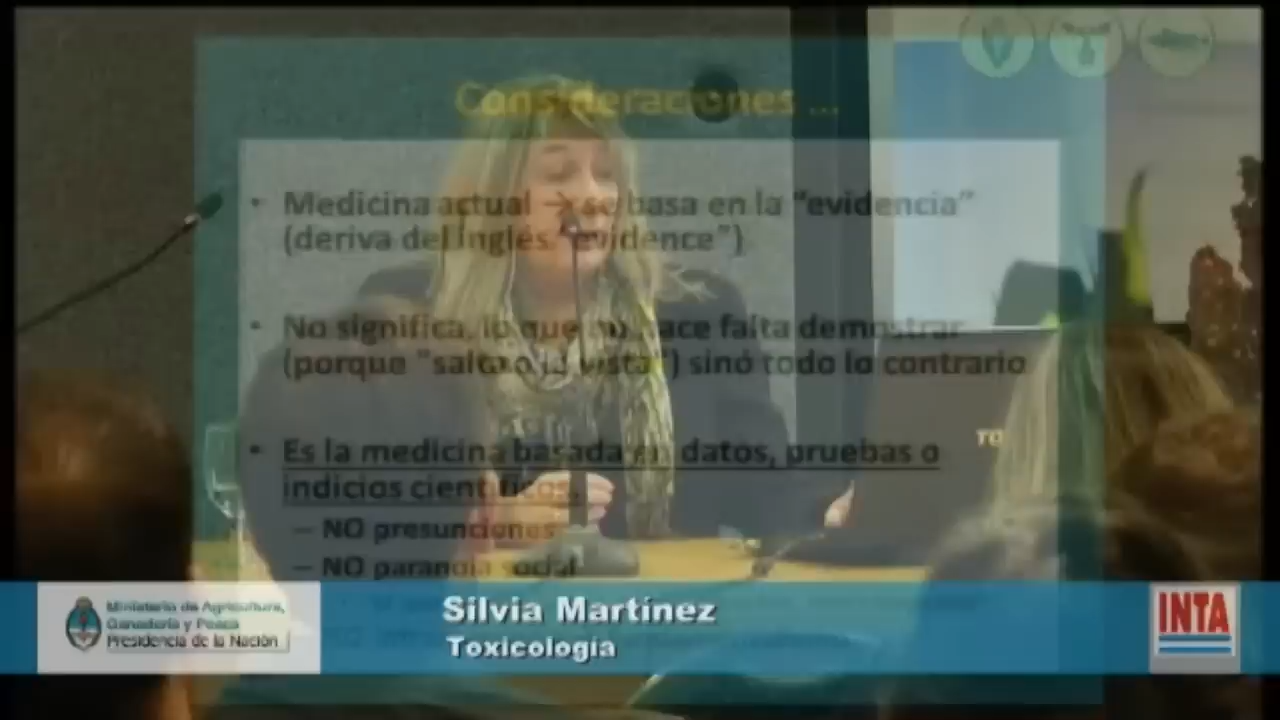 Consideraciones ...
• Medicina actual → se basa en la "evidencia"
(deriva del inglés "evidence")
• No significa, lo que no hace falta demostrar
(porque "salta a la vista") sinó todo lo contrario
• Es la medicina basada en datos, pruebas o
indicios científicos.
– NO presunciones
– NO paranoia social
TO
Ministerio de Agricultura,
Ganadería y Pesca
Presidencia de la Nación
Silvia Martínez
Toxicología
INTA